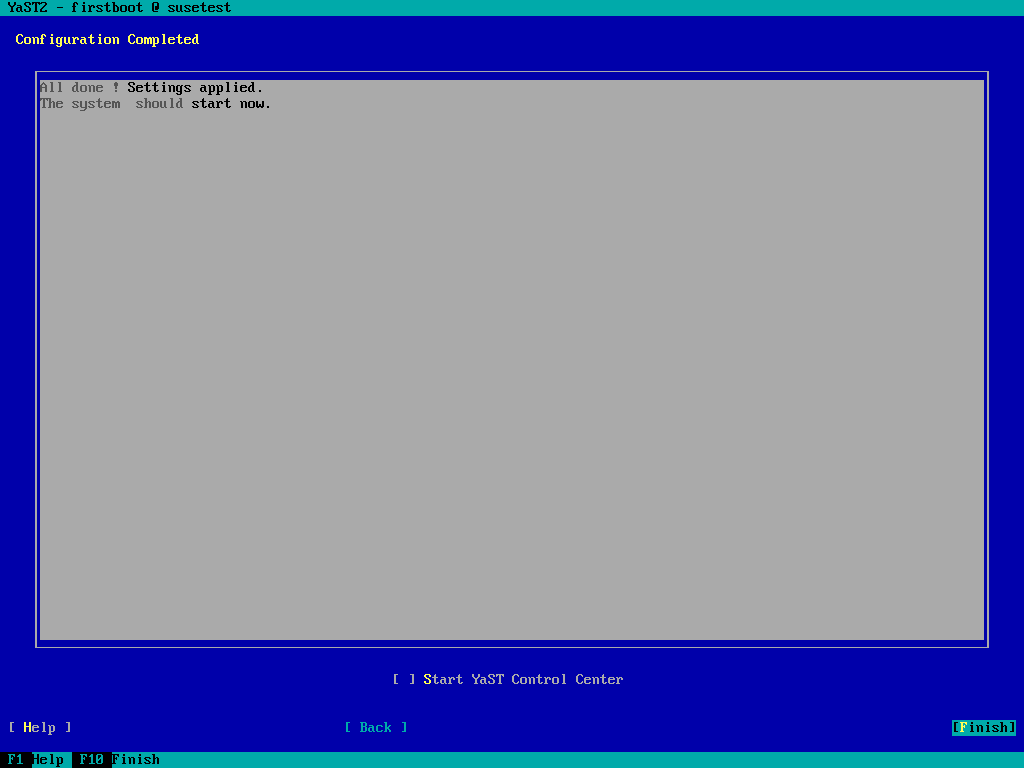 YaST2 - firstboot @ susetest
Configuration Completed
All done ! Settings applied.
The system  should start now.
[ ] Start YaST Control Center
[ Help ] [ Back ] [Finish]
F1 Help F10 Finish